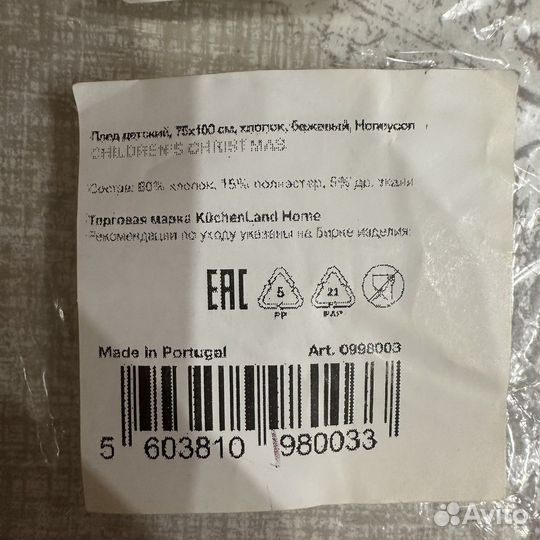 Плед детский, 75х100 см, хлопок, бежевый, Honeycon
CHILDREN'S CHRISTMAS
Состав: 80% хлопок, 15% полиэстер, 5% др. ткани
Торговая марка KüchenLand Home
Рекомендации по уходу указаны на бирке изделия.
EAC 5 21
PP PAP
Made in Portugal Art. 0998003
5 603810 980033
Avito